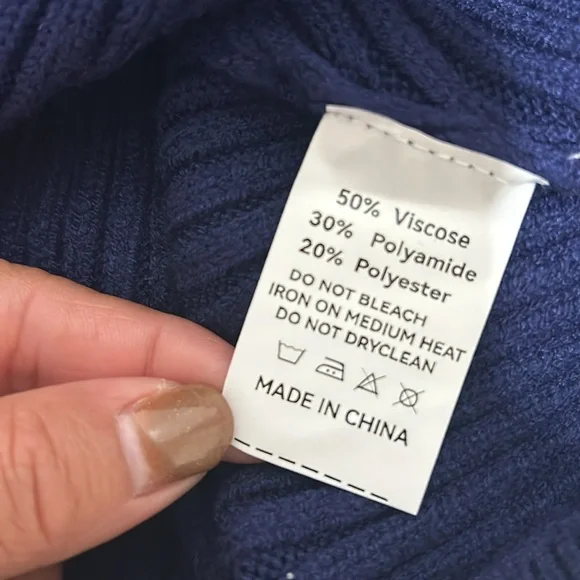 50% Viscose
30% Polyamide
20% Polyester
DO NOT BLEACH
IRON ON MEDIUM HEAT
DO NOT DRYCLEAN
MADE IN CHINA